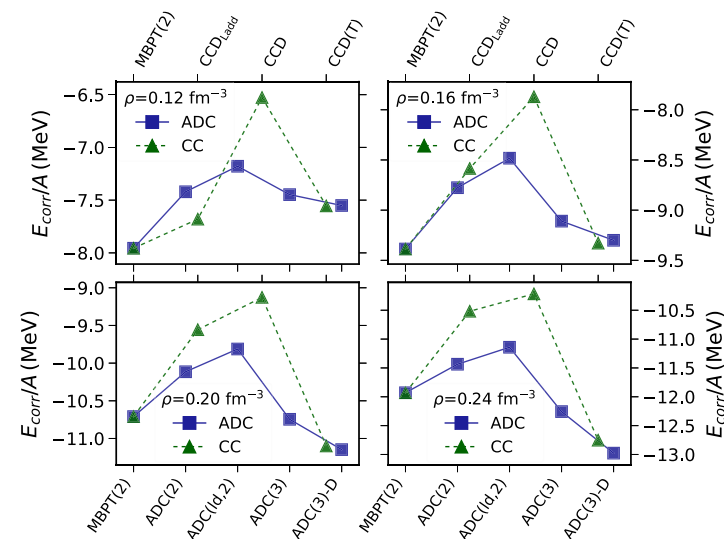 MBPT(2) CCD_Ladd CCD CCD(T) MBPT(2) CCD_Ladd CCD CCD(T)
E_corr/A (MeV)
−6.5
−7.0
−7.5
−8.0
ρ=0.12 fm⁻³
ADC
CC
ρ=0.16 fm⁻³
ADC
CC
−8.0
−8.5
−9.0
−9.5
E_corr/A (MeV)
E_corr/A (MeV)
−9.0
−9.5
−10.0
−10.5
−11.0
ρ=0.20 fm⁻³
ADC
CC
ρ=0.24 fm⁻³
ADC
CC
−10.5
−11.0
−11.5
−12.0
−12.5
−13.0
E_corr/A (MeV)
MBPT(2) ADC(2) ADC(ld,2) ADC(3) ADC(3)-D MBPT(2) ADC(2) ADC(ld,2) ADC(3) ADC(3)-D